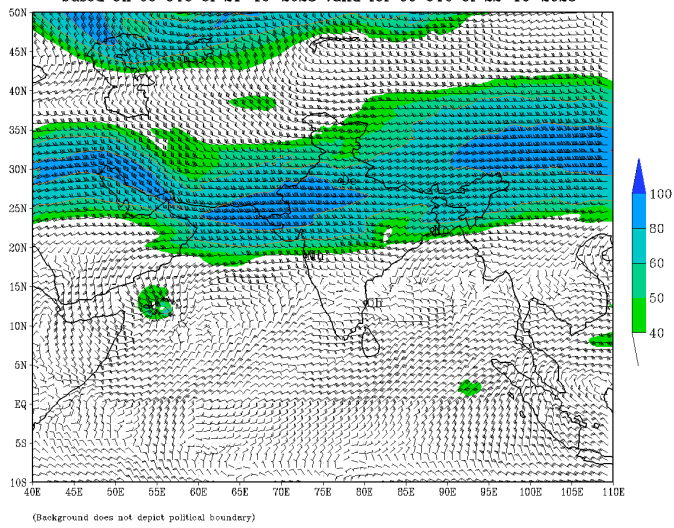 50N
45N
40N
35N
30N
25N
20N
15N
10N
5N
EQ
5S
10S
40E 45E 50E 55E 60E 65E 70E 75E 80E 85E 90E 95E 100E 105E 110E
100
80
60
50
40
(Background does not depict political boundary)